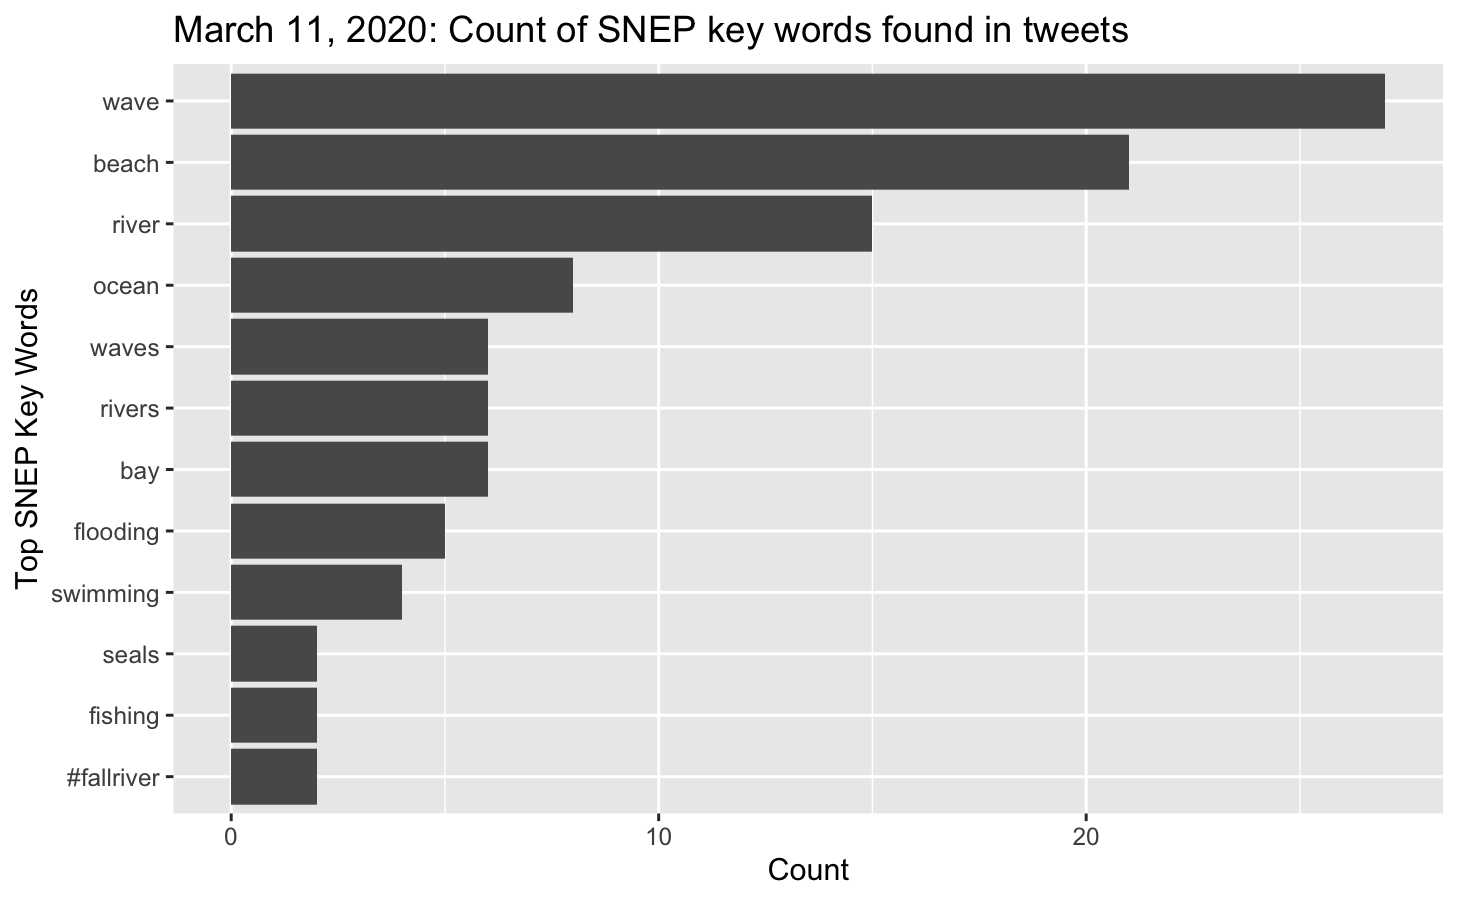 March 11, 2020: Count of SNEP key words found in tweets
Top SNEP Key Words
wave
beach
river
ocean
waves
rivers
bay
flooding
swimming
seals
fishing
#fallriver
0 10 20
Count